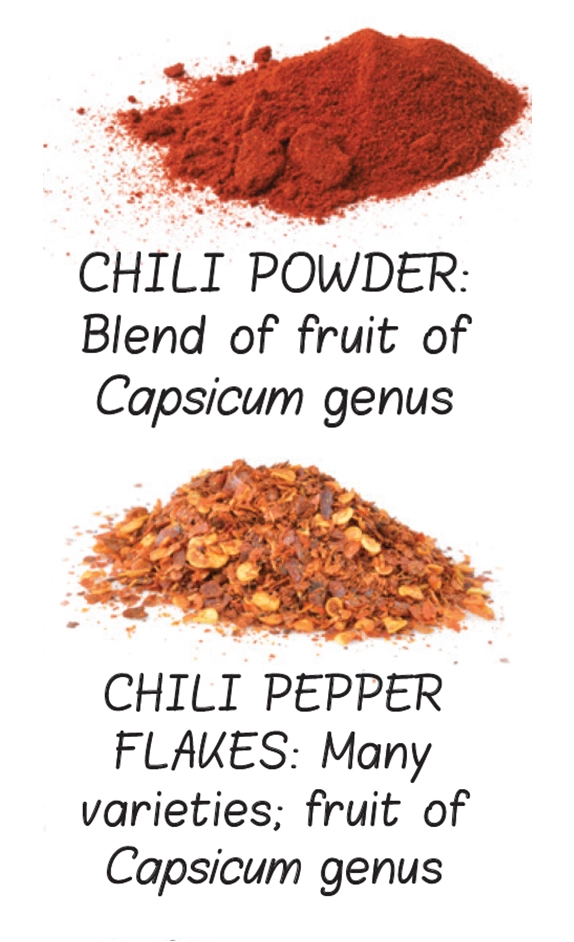 CHILI POWDER:
Blend of fruit of
Capsicum genus
CHILI PEPPER
FLAKES: Many
varieties; fruit of
Capsicum genus